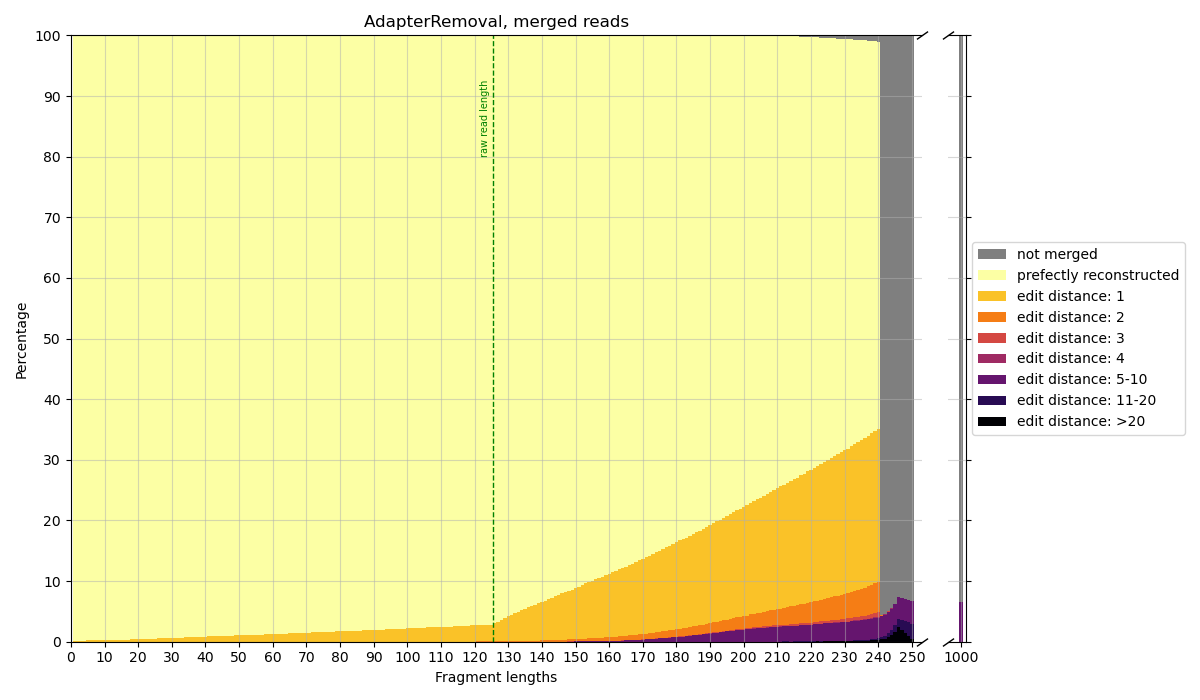 AdapterRemoval, merged reads
100
90
80
70
60
50
40
30
20
10
0
Percentage
raw read length
not merged
prefectly reconstructed
edit distance: 1
edit distance: 2
edit distance: 3
edit distance: 4
edit distance: 5-10
edit distance: 11-20
edit distance: >20
0 10 20 30 40 50 60 70 80 90 100 110 120 130 140 150 160 170 180 190 200 210 220 230 240 250 1000
Fragment lengths